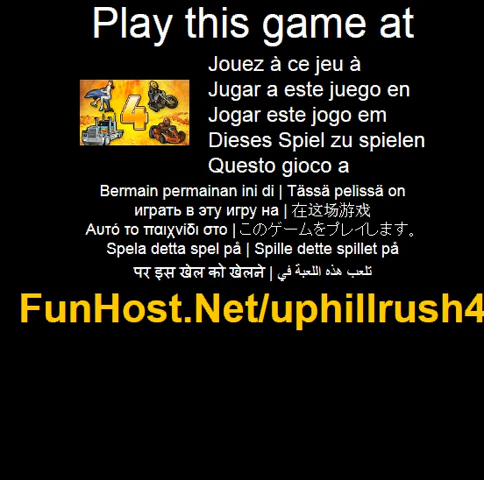 Play this game at
Jouez à ce jeu à
Jugar a este juego en
4
Jogar este jogo em
Dieses Spiel zu spielen
Questo gioco a
Bermain permainan ini di | Tässä pelissä on
играть в эту игру на | 在这场游戏
Αυτό το παιχνίδι στο | このゲームをプレイします。
Spela detta spel på | Spille dette spillet på
पर इस खेल को खेलने | تلعب هذه اللعبة في
FunHost.Net/uphillrush4